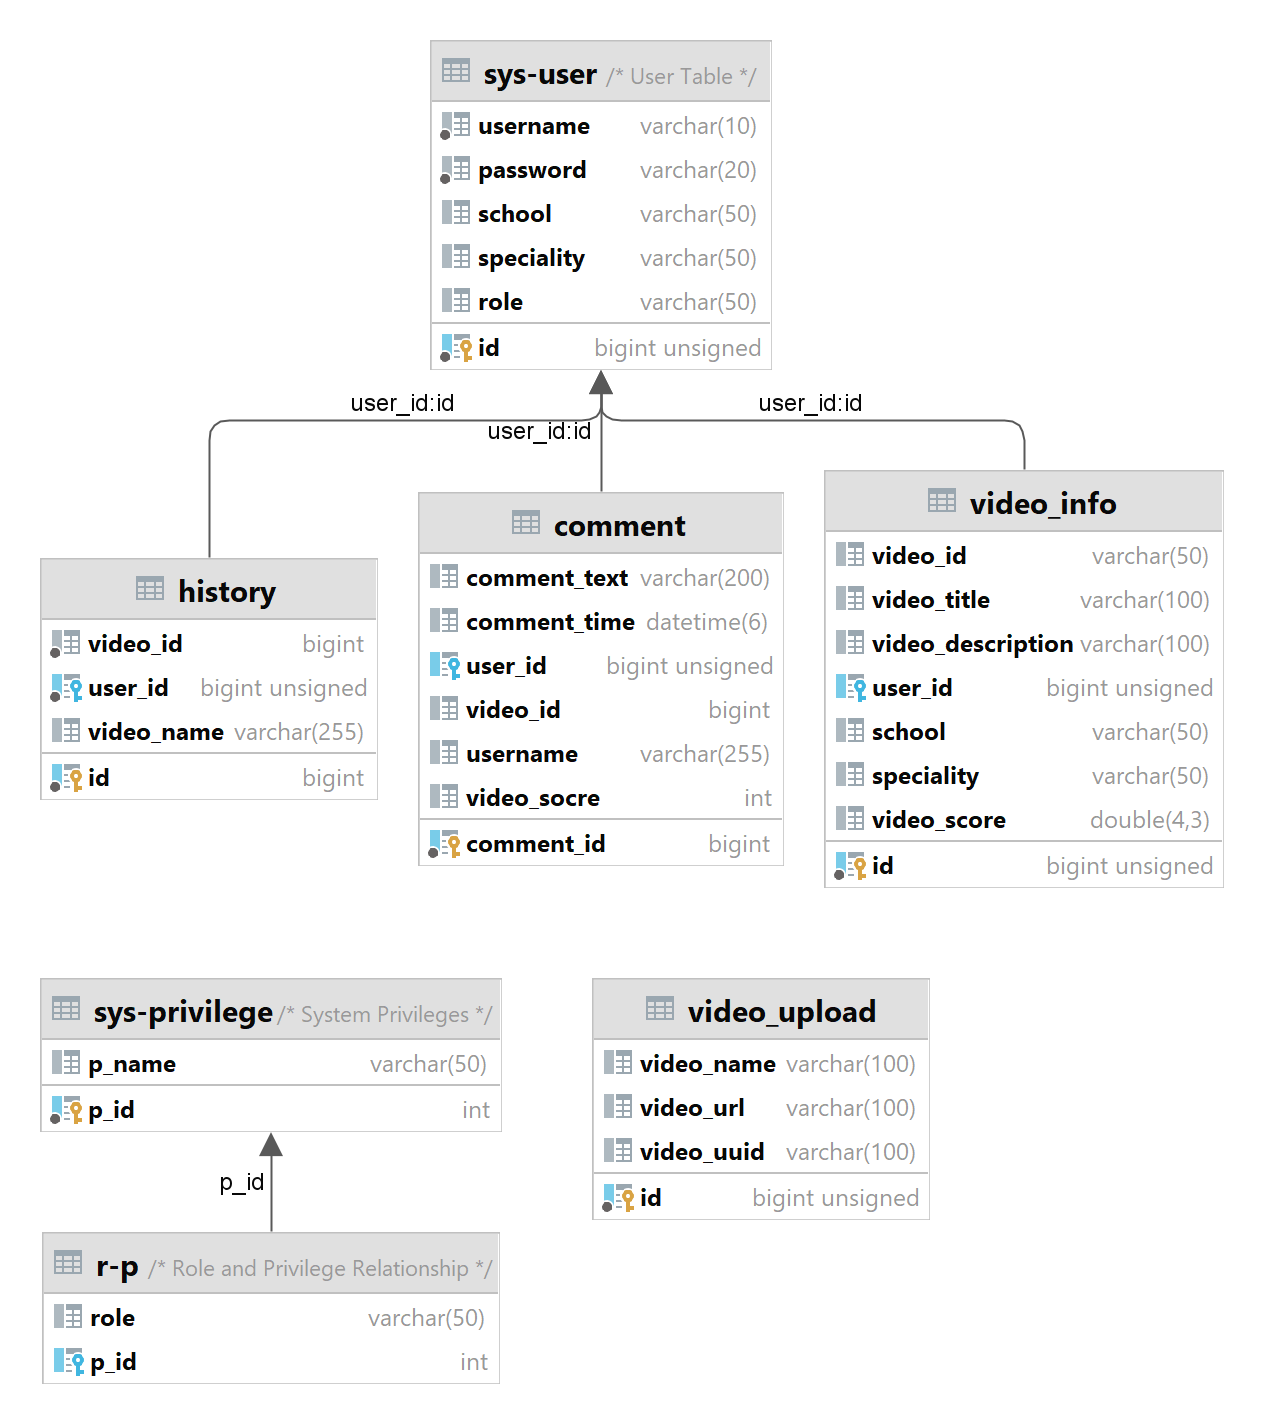 sys-user /* User Table */
username varchar(10)
password varchar(20)
school varchar(50)
speciality varchar(50)
role varchar(50)
id bigint unsigned
user_id:id
user_id:id
user_id:id
history
video_id bigint
user_id bigint unsigned
video_name varchar(255)
id bigint
comment
comment_text varchar(200)
comment_time datetime(6)
user_id bigint unsigned
video_id bigint
username varchar(255)
video_socre int
comment_id bigint
video_info
video_id varchar(50)
video_title varchar(100)
video_description varchar(100)
user_id bigint unsigned
school varchar(50)
speciality varchar(50)
video_score double(4,3)
id bigint unsigned
sys-privilege /* System Privileges */
p_name varchar(50)
p_id int
p_id
r-p /* Role and Privilege Relationship */
role varchar(50)
p_id int
video_upload
video_name varchar(100)
video_url varchar(100)
video_uuid varchar(100)
id bigint unsigned